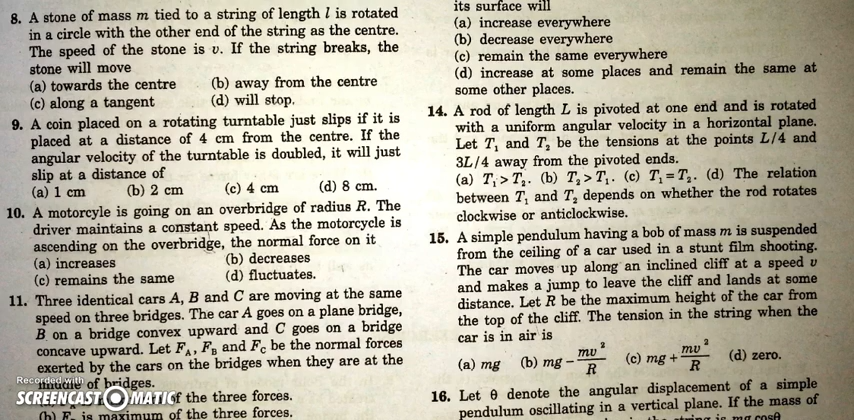 8. A stone of mass m tied to a string of length l is rotated
in a circle with the other end of the string as the centre.
The speed of the stone is v. If the string breaks, the
stone will move
(a) towards the centre (b) away from the centre
(c) along a tangent (d) will stop.
9. A coin placed on a rotating turntable just slips if it is
placed at a distance of 4 cm from the centre. If the
angular velocity of the turntable is doubled, it will just
slip at a distance of
(a) 1 cm (b) 2 cm (c) 4 cm (d) 8 cm.
10. A motorcyle is going on an overbridge of radius R. The
driver maintains a constant speed. As the motorcycle is
ascending on the overbridge, the normal force on it
(a) increases (b) decreases
(c) remains the same (d) fluctuates.
11. Three identical cars A, B and C are moving at the same
speed on three bridges. The car A goes on a plane bridge,
B on a bridge convex upward and C goes on a bridge
concave upward. Let F_A, F_B and F_C be the normal forces
exerted by the cars on the bridges when they are at the
middle of bridges.
of the three forces.
is maximum of the three forces.
its surface will
(a) increase everywhere
(b) decrease everywhere
(c) remain the same everywhere
(d) increase at some places and remain the same at
some other places.
14. A rod of length L is pivoted at one end and is rotated
with a uniform angular velocity in a horizontal plane.
Let T₁ and T₂ be the tensions at the points L/4 and
3L/4 away from the pivoted ends.
(a) T₁ > T₂. (b) T₂ > T₁. (c) T₁ = T₂. (d) The relation
between T₁ and T₂ depends on whether the rod rotates
clockwise or anticlockwise.
15. A simple pendulum having a bob of mass m is suspended
from the ceiling of a car used in a stunt film shooting.
The car moves up along an inclined cliff at a speed v
and makes a jump to leave the cliff and lands at some
distance. Let R be the maximum height of the car from
the top of the cliff. The tension in the string when the
car is in air is
(a) mg (b) mg − mv²/R (c) mg + mv²/R (d) zero.
16. Let θ denote the angular displacement of a simple
pendulum oscillating in a vertical plane. If the mass of
Recorded with
SCREENCAST-O-MATIC